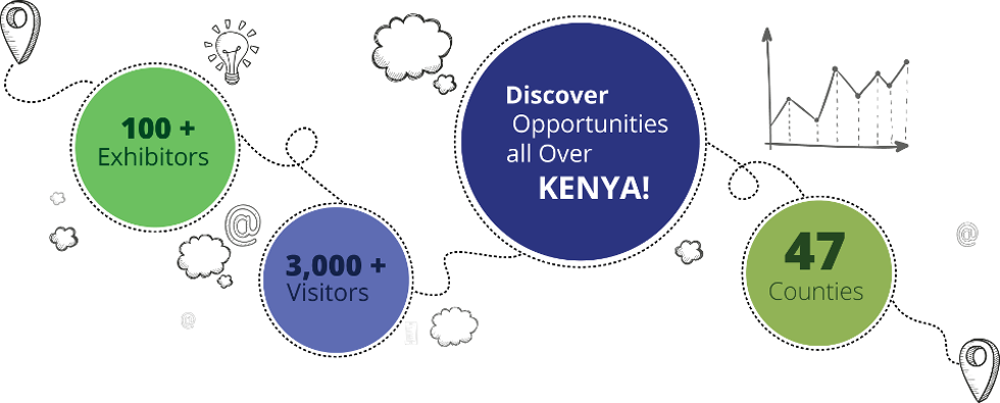 100 +
Exhibitors
3,000 +
Visitors
Discover
Opportunities
all Over
KENYA!
47
Counties
@
@
@